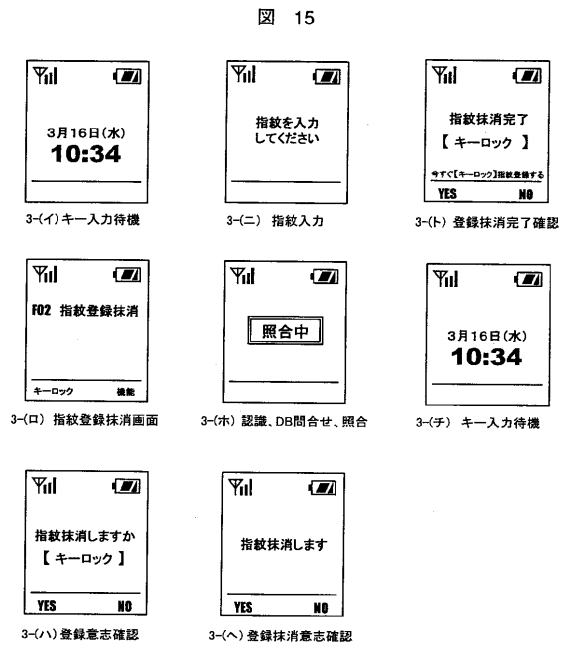 図 15
3月16日(水)
10:34
3-(イ) キー入力待機
F02 指紋登録抹消
キーロック 機能
3-(ロ) 指紋登録抹消画面
指紋抹消しますか
【 キーロック 】
YES NO
3-(ハ) 登録意志確認
指紋を入力
してください
3-(ニ) 指紋入力
照合中
3-(ホ) 認識、DB問合せ、照合
指紋抹消します
YES NO
3-(ヘ) 登録抹消意志確認
指紋抹消完了
【 キーロック 】
今すぐ【キーロック】指紋登録する
YES NO
3-(ト) 登録抹消完了確認
3月16日(水)
10:34
3-(チ) キー入力待機